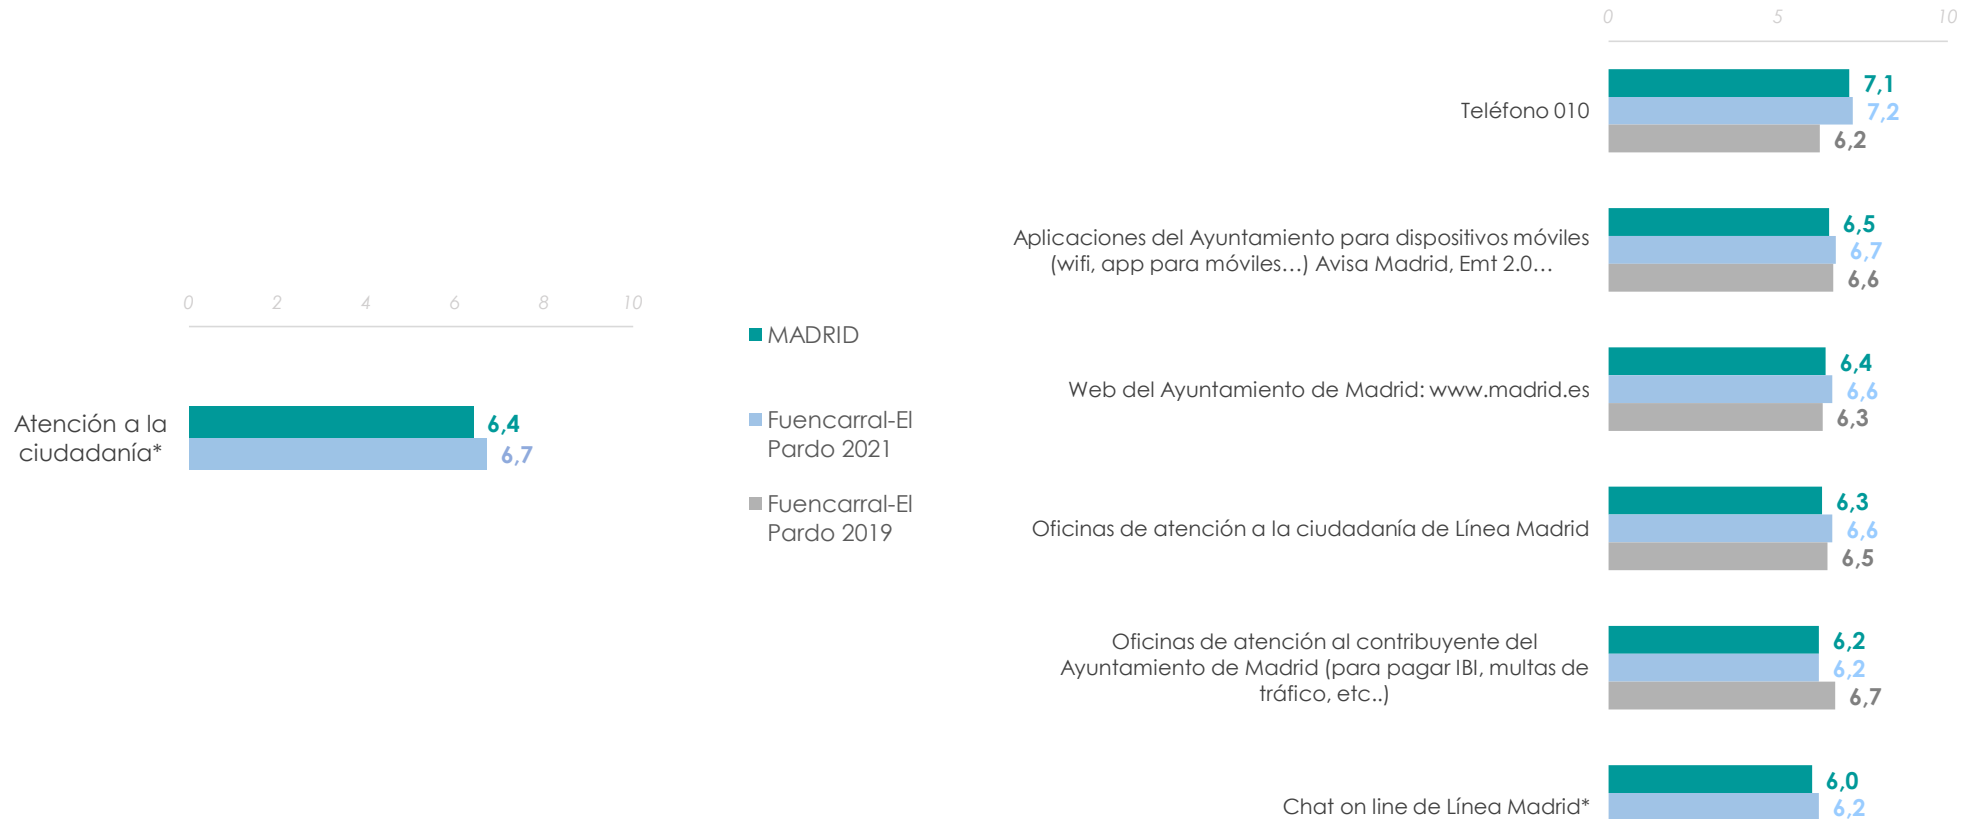 0 2 4 6 8 10
Atención a la
ciudadanía*
6,4
6,7
MADRID
Fuencarral-El
Pardo 2021
Fuencarral-El
Pardo 2019
0 5 10
Teléfono 010
7,1
7,2
6,2
Aplicaciones del Ayuntamiento para dispositivos móviles
(wifi, app para móviles…) Avisa Madrid, Emt 2.0…
6,5
6,7
6,6
Web del Ayuntamiento de Madrid: www.madrid.es
6,4
6,6
6,3
Oficinas de atención a la ciudadanía de Línea Madrid
6,3
6,6
6,5
Oficinas de atención al contribuyente del
Ayuntamiento de Madrid (para pagar IBI, multas de
tráfico, etc..)
6,2
6,2
6,7
Chat on line de Línea Madrid*
6,0
6,2